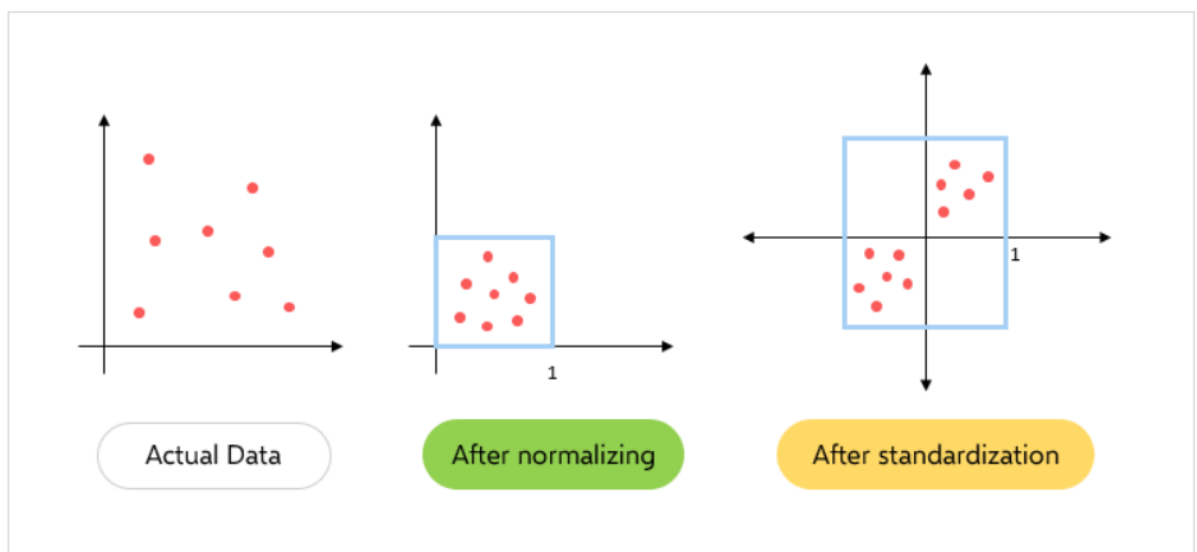 1
1
Actual Data
After normalizing
After standardization